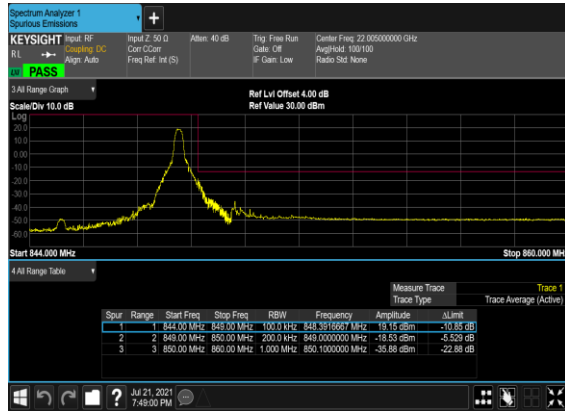 Spectrum Analyzer 1
Spurious Emissions
+
KEYSIGHT Input: RF Input Z: 50 Ω Atten: 40 dB Trig: Free Run Center Freq: 22.005000000 GHz
RL Coupling: DC Corr CCorr Gate: Off Avg|Hold: 100/100
Align: Auto Freq Ref: Int (S) IF Gain: Low Radio Std: None
PASS
3 All Range Graph
Ref Lvl Offset 4.00 dB
Scale/Div 10.0 dB Ref Value 30.00 dBm
Log
20.0
10.0
0.00
-10.0
-20.0
-30.0
-40.0
-50.0
-60.0
Start 844.000 MHz Stop 860.000 MH
4 All Range Table
Measure Trace Trace 1
Trace Type Trace Average (Active)
Spur Range Start Freq Stop Freq RBW Frequency Amplitude ΔLimit
1 1 844.00 MHz 849.00 MHz 100.0 kHz 848.3916667 MHz 19.15 dBm -10.85 dB
2 2 849.00 MHz 850.00 MHz 200.0 kHz 849.0000000 MHz -18.53 dBm -5.529 dB
3 3 850.00 MHz 860.00 MHz 1.000 MHz 850.1000000 MHz -35.88 dBm -22.88 dB
? Jul 21, 2021
7:49:00 PM